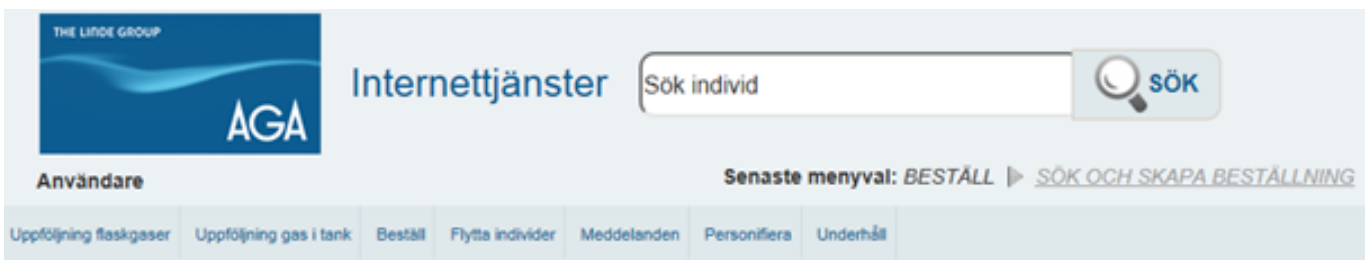 THE LINDE GROUP
AGA
Internettjänster
Sök individ
SÖK
Användare
Senaste menyval: BESTÄLL SÖK OCH SKAPA BESTÄLLNING
Uppföljning flaskgaser Uppföljning gas i tank Beställ Flytta individer Meddelanden Personifiera Underhåll